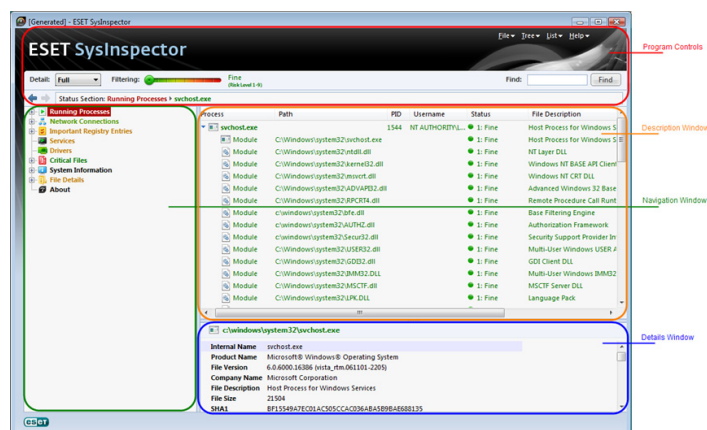 [Generated] - ESET SysInspector
ESET SysInspector
File Tree List Help
Program Controls
Detail: Full Filtering: Fine (Risk Level 1-9) Find: Find
Status Section: Running Processes svchost.exe
Running Processes
Network Connections
Important Registry Entries
Services
Drivers
Critical Files
System Information
File Details
About
Process Path PID Username Status File Description
svchost.exe 1544 NT AUTHORITY\L... 1: Fine Host Process for Windows S
Module C:\Windows\system32\svchost.exe 1: Fine Host Process for Windows S
Module C:\Windows\system32\ntdll.dll 1: Fine NT Layer DLL
Module C:\Windows\system32\kernel32.dll 1: Fine Windows NT BASE API Client
Module C:\Windows\system32\msvcrt.dll 1: Fine Windows NT CRT DLL
Module C:\Windows\system32\ADVAPI32.dll 1: Fine Advanced Windows 32 Base
Module C:\Windows\system32\RPCRT4.dll 1: Fine Remote Procedure Call Runt
Module c:\windows\system32\bfe.dll 1: Fine Base Filtering Engine
Module c:\windows\system32\AUTHZ.dll 1: Fine Authorization Framework
Module C:\Windows\system32\Secur32.dll 1: Fine Security Support Provider In
Module C:\Windows\system32\USER32.dll 1: Fine Multi-User Windows USER A
Module C:\Windows\system32\GDI32.dll 1: Fine GDI Client DLL
Module C:\Windows\system32\IMM32.DLL 1: Fine Multi-User Windows IMM32
Module C:\Windows\system32\MSCTF.dll 1: Fine MSCTF Server DLL
Module C:\Windows\system32\LPK.DLL 1: Fine Language Pack
Description Window
Navigation Window
c:\windows\system32\svchost.exe
Details Window
Internal Name svchost.exe
Product Name Microsoft® Windows® Operating System
File Version 6.0.6000.16386 (vista_rtm.061101-2205)
Company Name Microsoft Corporation
File Description Host Process for Windows Services
File Size 21504
SHA1 BF15549A7EC01AC505CCAC036ABA5B9BAE688135
eset